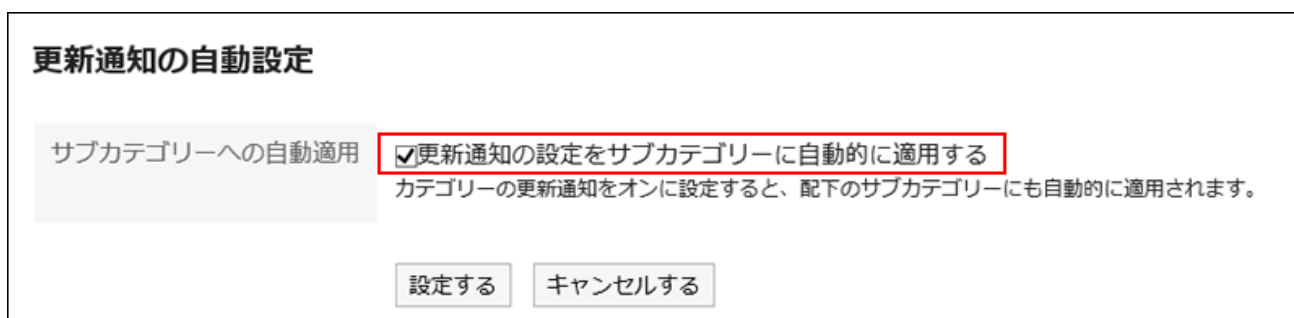 更新通知の自動設定
サブカテゴリーへの自動適用
更新通知の設定をサブカテゴリーに自動的に適用する
カテゴリーの更新通知をオンに設定すると、配下のサブカテゴリーにも自動的に適用されます。
設定する
キャンセルする